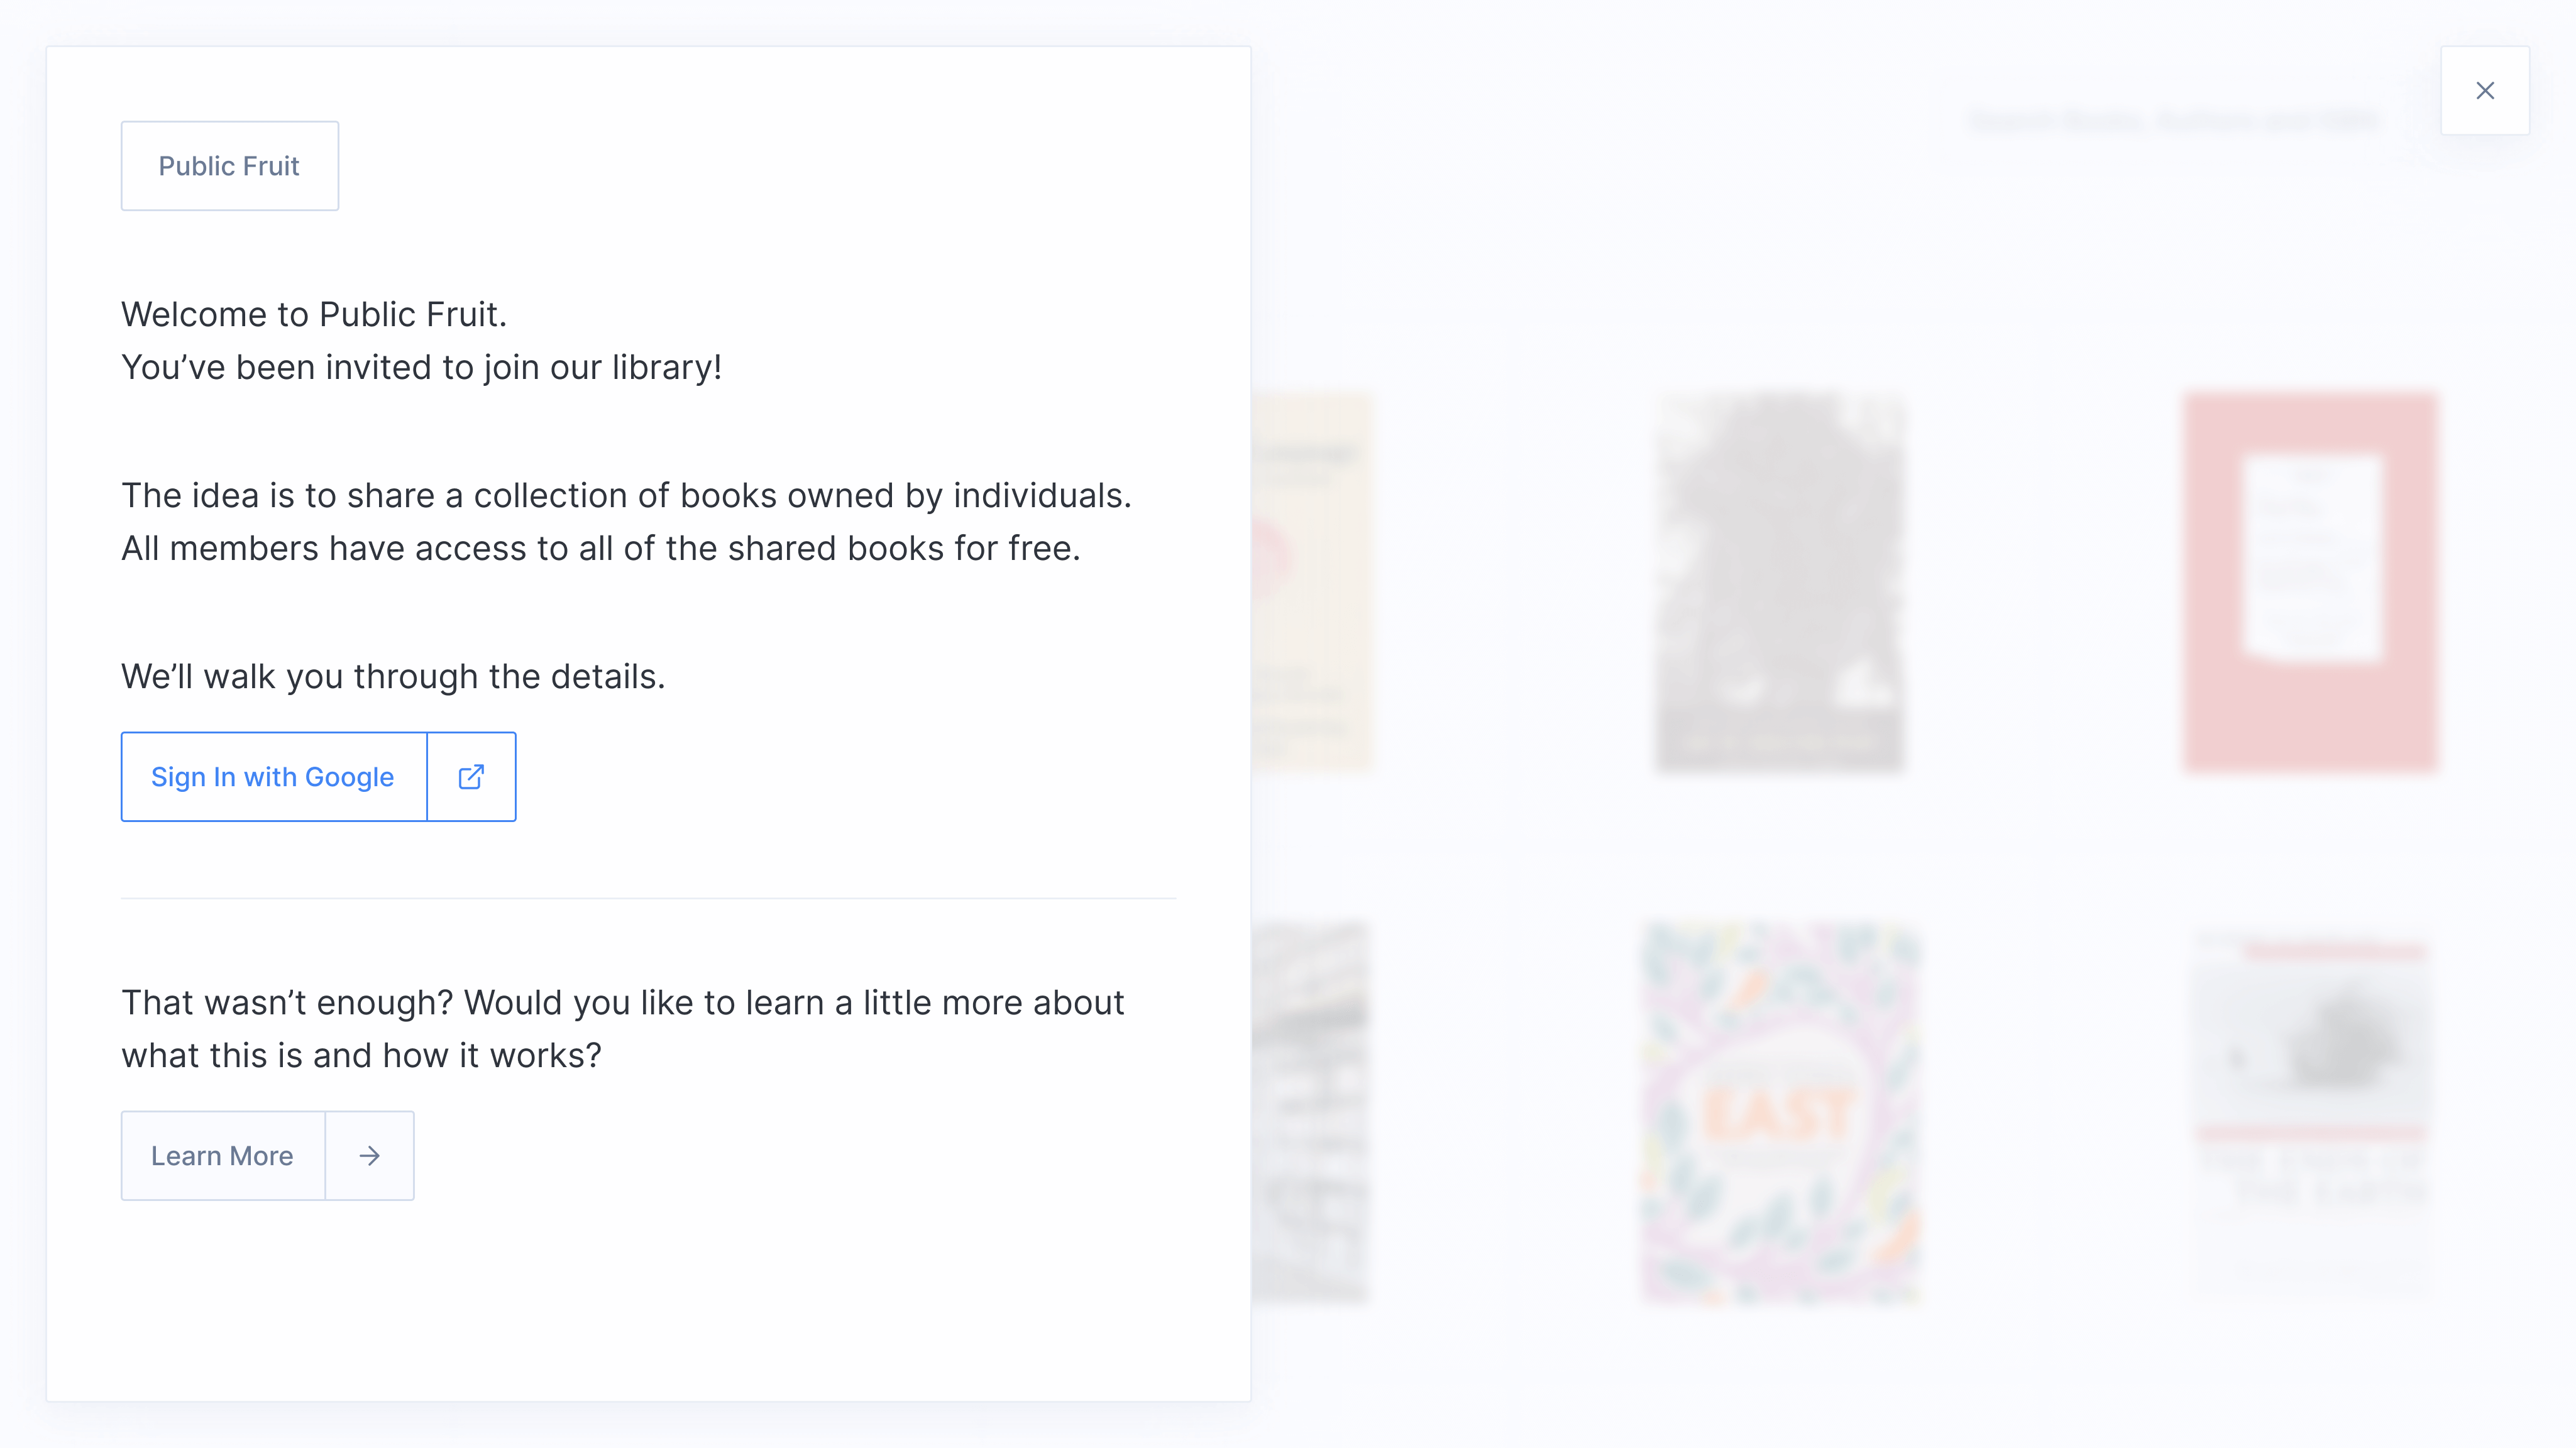 Public Fruit
Welcome to Public Fruit.
You’ve been invited to join our library!
The idea is to share a collection of books owned by individuals.
All members have access to all of the shared books for free.
We’ll walk you through the details.
Sign In with Google
That wasn’t enough? Would you like to learn a little more about
what this is and how it works?
Learn More
EAST